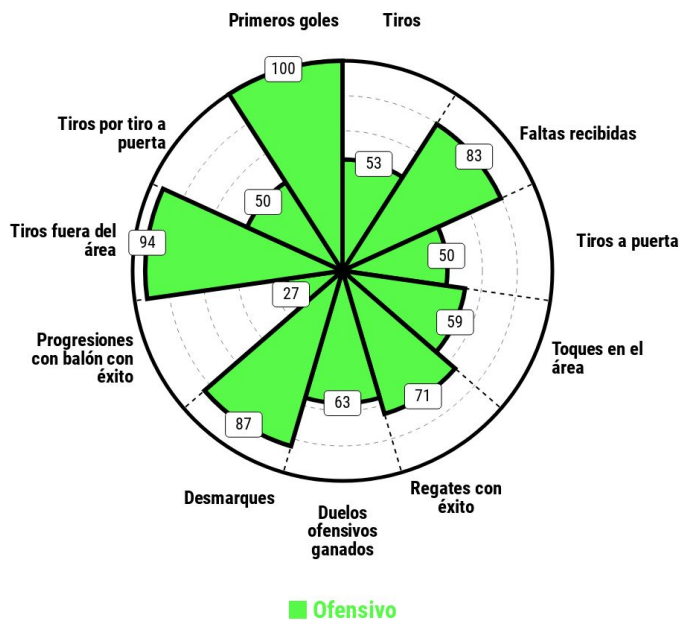 Primeros goles
Tiros
100
Tiros por tiro a
puerta
Faltas recibidas
53
83
50
Tiros fuera del
área
94
Tiros a puerta
50
27
59
Progresiones
con balón con
éxito
Toques en el
área
87
63
71
Desmarques
Duelos
ofensivos
ganados
Regates con
éxito
Ofensivo